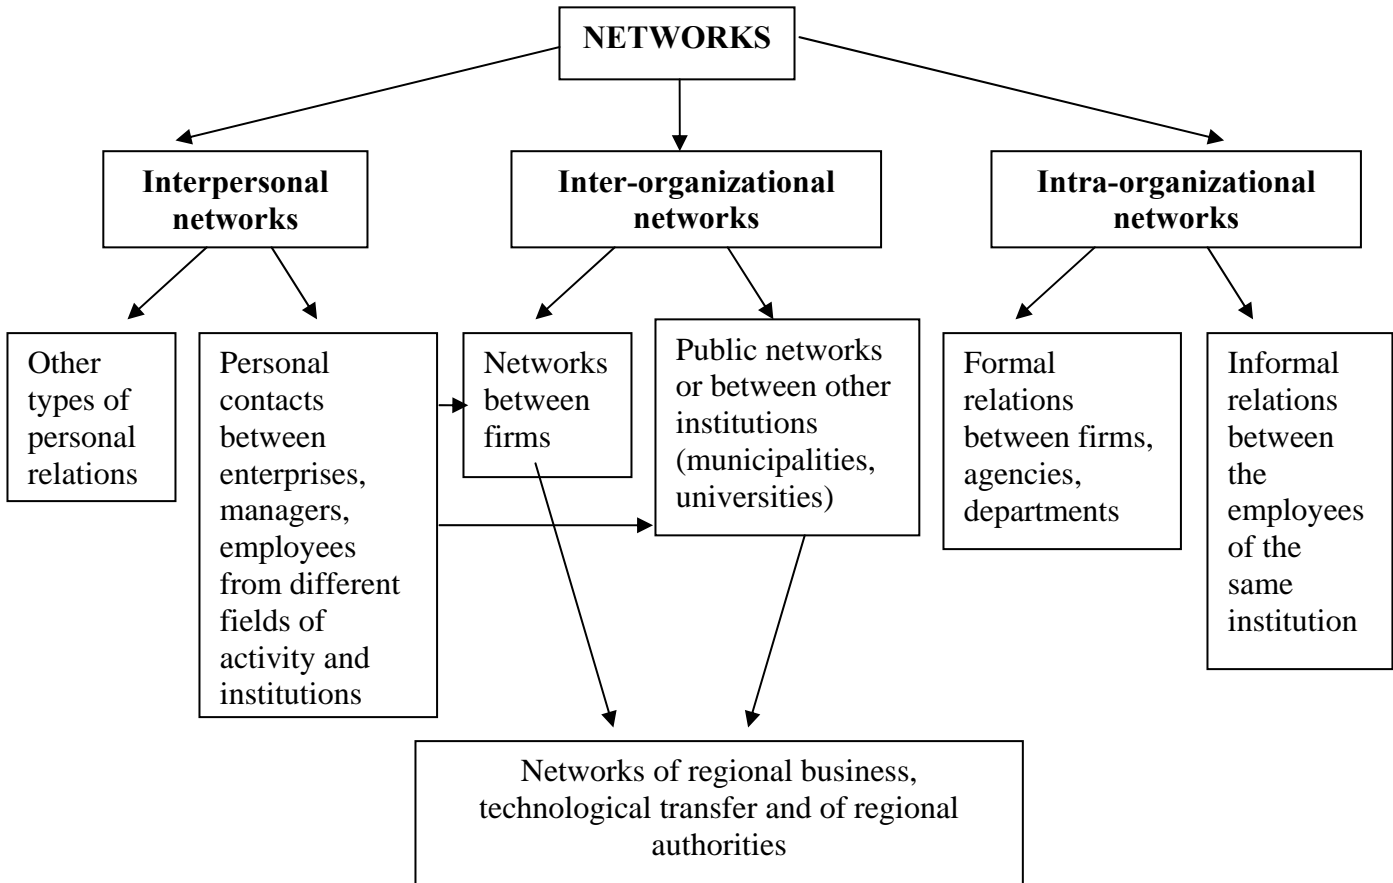 NETWORKS
Interpersonal
networks
Inter-organizational
networks
Intra-organizational
networks
Other
types of
personal
relations
Personal
contacts
between
enterprises,
managers,
employees
from different
fields of
activity and
institutions
Networks
between
firms
Public networks
or between other
institutions
(municipalities,
universities)
Formal
relations
between firms,
agencies,
departments
Informal
relations
between
the
employees
of the
same
institution
Networks of regional business,
technological transfer and of regional
authorities